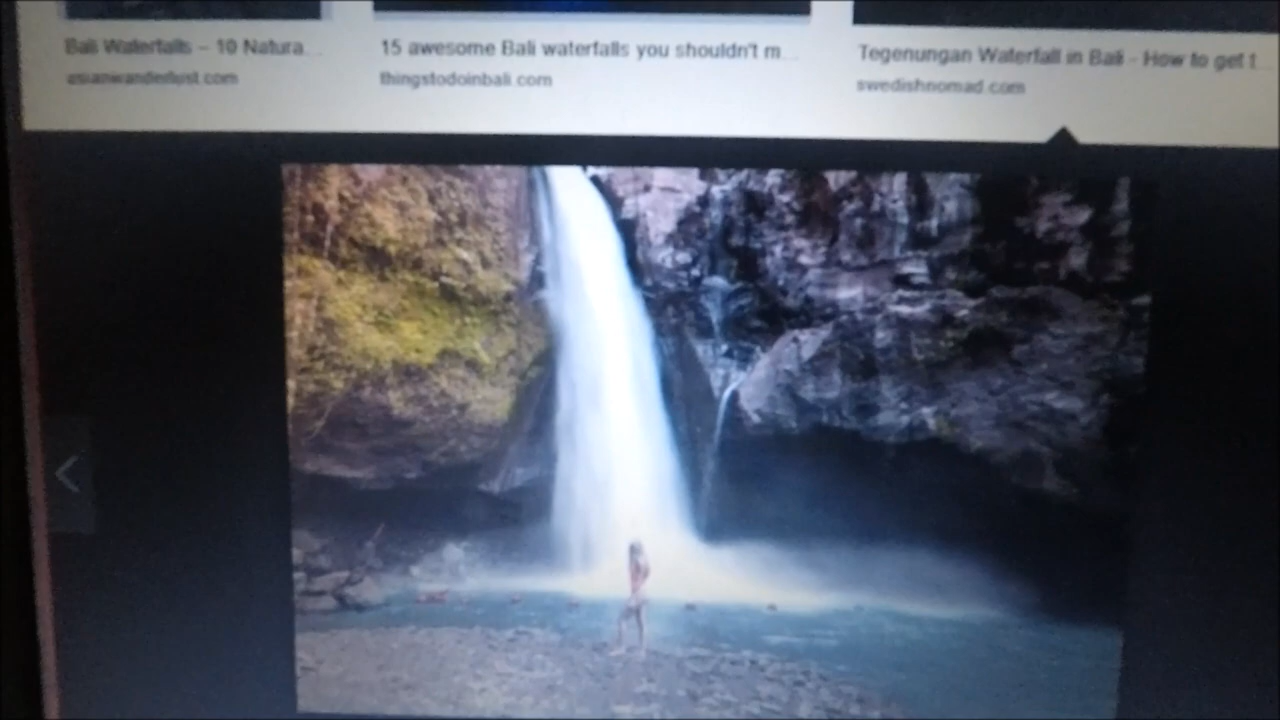 Bali Waterfalls – 10 Natura...
15 awesome Bali waterfalls you shouldn't m...
Tegenungan Waterfall in Bali - How to get t...
asianwanderlust.com
thingstodoinbali.com
swedishnomad.com